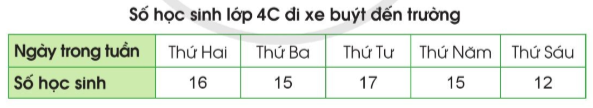 Số học sinh lớp 4C đi xe buýt đến trường
Ngày trong tuần Thứ Hai Thứ Ba Thứ Tư Thứ Năm Thứ Sáu
Số học sinh 16 15 17 15 12